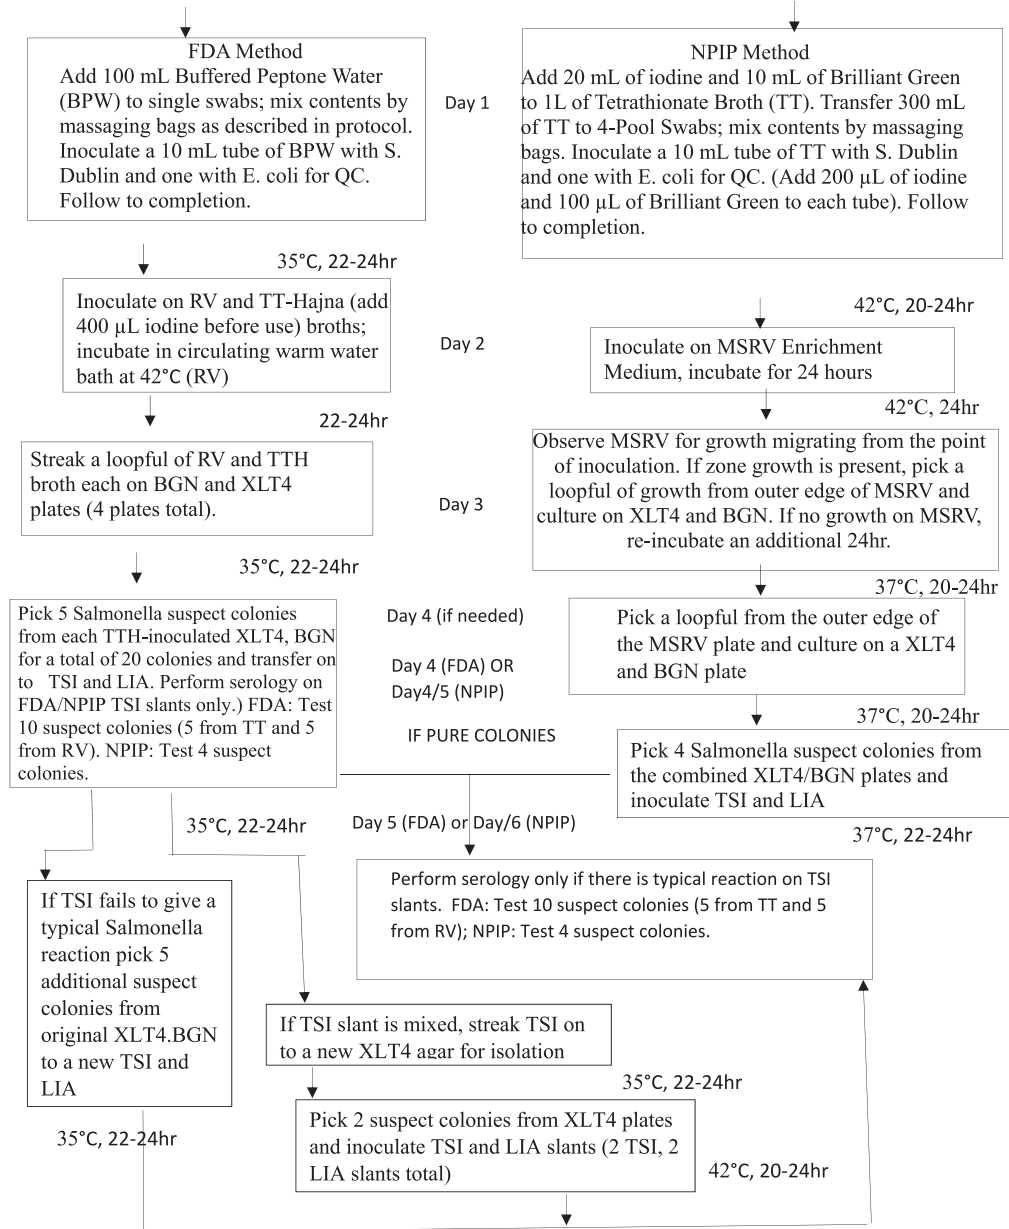 FDA Method
Add 100 mL Buffered Peptone Water
(BPW) to single swabs; mix contents by
massaging bags as described in protocol.
Inoculate a 10 mL tube of BPW with S.
Dublin and one with E. coli for QC.
Follow to completion.
Day 1
NPIP Method
Add 20 mL of iodine and 10 mL of Brilliant Green
to 1L of Tetrathionate Broth (TT). Transfer 300 mL
of TT to 4-Pool Swabs; mix contents by massaging
bags. Inoculate a 10 mL tube of TT with S. Dublin
and one with E. coli for QC. (Add 200 µL of iodine
and 100 µL of Brilliant Green to each tube). Follow
to completion.
35°C, 22-24hr
42°C, 20-24hr
Inoculate on RV and TT-Hajna (add
400 µL iodine before use) broths;
incubate in circulating warm water
bath at 42°C (RV)
Day 2
Inoculate on MSRV Enrichment
Medium, incubate for 24 hours
22-24hr
42°C, 24hr
Streak a loopful of RV and TTH
broth each on BGN and XLT4
plates (4 plates total).
Day 3
Observe MSRV for growth migrating from the point
of inoculation. If zone growth is present, pick a
loopful of growth from outer edge of MSRV and
culture on XLT4 and BGN. If no growth on MSRV,
re-incubate an additional 24hr.
35°C, 22-24hr
37°C, 20-24hr
Pick 5 Salmonella suspect colonies
from each TTH-inoculated XLT4, BGN
for a total of 20 colonies and transfer on
to TSI and LIA. Perform serology on
FDA/NPIP TSI slants only.) FDA: Test
10 suspect colonies (5 from TT and 5
from RV). NPIP: Test 4 suspect
colonies.
Day 4 (if needed)
Day 4 (FDA) OR
Day4/5 (NPIP)
IF PURE COLONIES
Pick a loopful from the outer edge of
the MSRV plate and culture on a XLT4
and BGN plate
37°C, 20-24hr
Pick 4 Salmonella suspect colonies from
the combined XLT4/BGN plates and
inoculate TSI and LIA
35°C, 22-24hr
Day 5 (FDA) or Day/6 (NPIP)
37°C, 22-24hr
Perform serology only if there is typical reaction on TSI
slants. FDA: Test 10 suspect colonies (5 from TT and 5
from RV); NPIP: Test 4 suspect colonies.
If TSI fails to give a
typical Salmonella
reaction pick 5
additional suspect
colonies from
original XLT4.BGN
to a new TSI and
LIA
If TSI slant is mixed, streak TSI on
to a new XLT4 agar for isolation
35°C, 22-24hr
35°C, 22-24hr
Pick 2 suspect colonies from XLT4 plates
and inoculate TSI and LIA slants (2 TSI, 2
LIA slants total)
42°C, 20-24hr